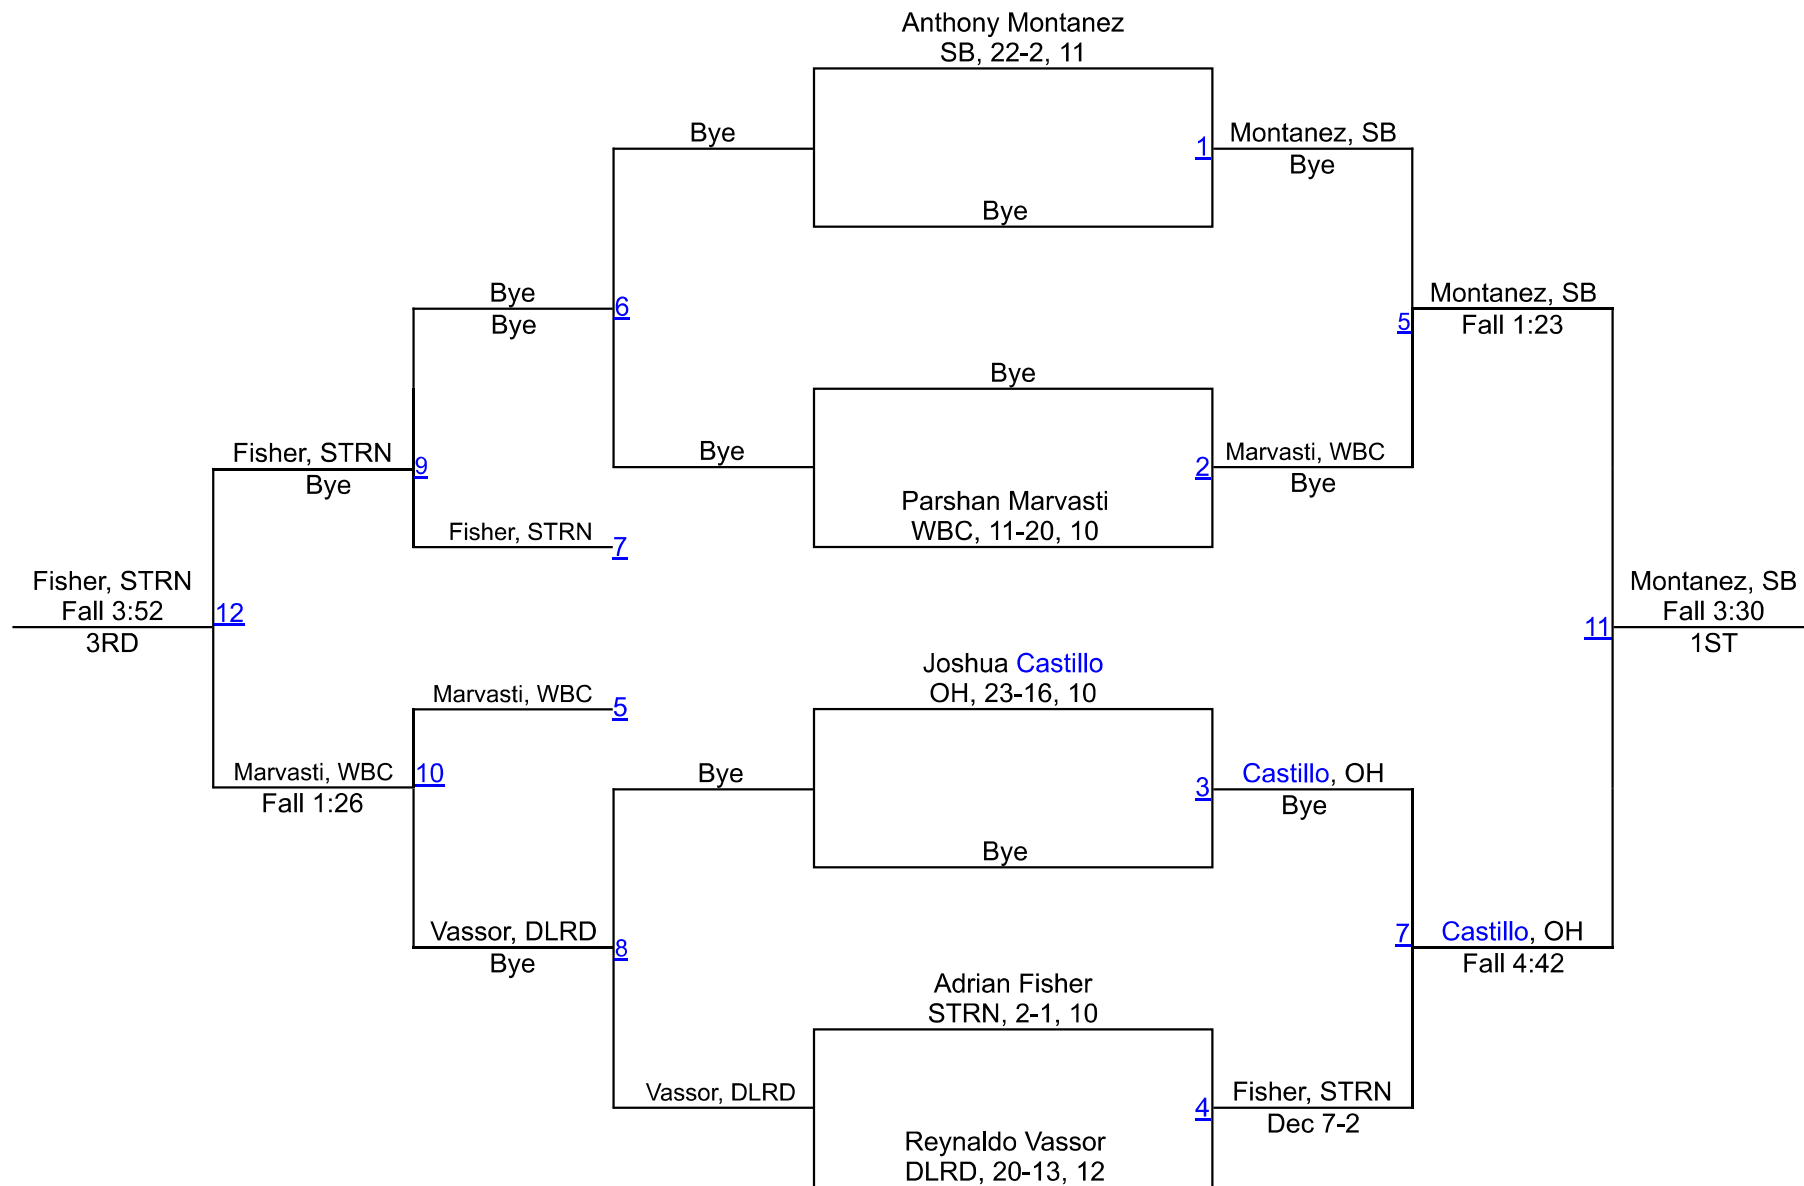 Anthony Montanez
SB, 22-2, 11
Bye
1
Montanez, SB
Bye
Bye
Bye
Bye
6
Montanez, SB
Fall 1:23
5
Bye
Fisher, STRN
Bye
9
Bye
2
Marvasti, WBC
Bye
Parshan Marvasti
WBC, 11-20, 10
Fisher, STRN
7
Fisher, STRN
Fall 3:52
3RD
12
Montanez, SB
Fall 3:30
1ST
11
Joshua Castillo
OH, 23-16, 10
Marvasti, WBC
5
Marvasti, WBC
Fall 1:26
10
Bye
3
Castillo, OH
Bye
Bye
Vassor, DLRD
Bye
8
7
Castillo, OH
Fall 4:42
Adrian Fisher
STRN, 2-1, 10
Vassor, DLRD
4
Fisher, STRN
Dec 7-2
Reynaldo Vassor
DLRD, 20-13, 12